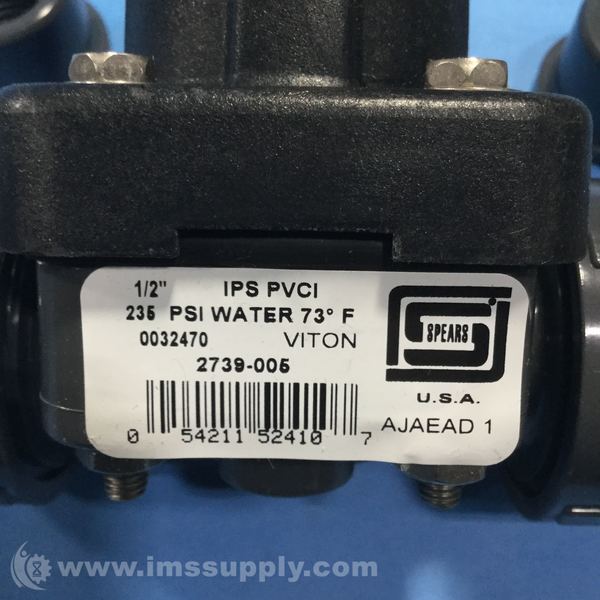 1/2" IPS PVCI
235 PSI WATER 73° F
0032470 VITON
2739-005
0 54211 52410 7
SPEARS
U.S.A.
AJAEAD 1
www.imssupply.com